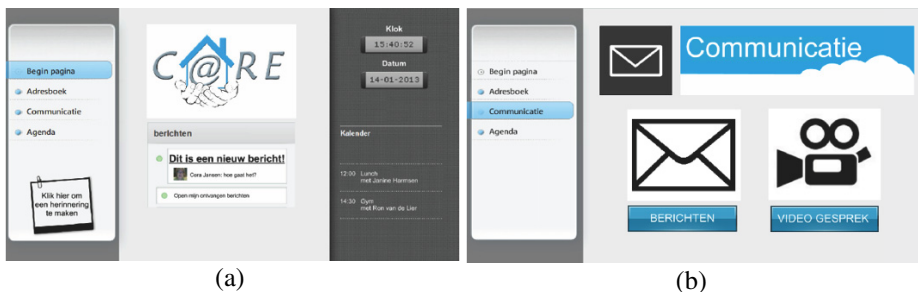 Begin pagina
Adresboek
Communicatie
Agenda
Klik hier om
een herinnering
te maken
C@RE
berichten
Dit is een nieuw bericht!
Cora Jansen: hoe gaat het?
Open mijn ontvangen berichten
Klok
15:40:52
Datum
14-01-2013
Kalender
12:00 Lunch
met Janine Harmsen
14:30 Gym
met Ron van de Lier
(a)
Begin pagina
Adresboek
Communicatie
Agenda
Communicatie
BERICHTEN
VIDEO GESPREK
(b)